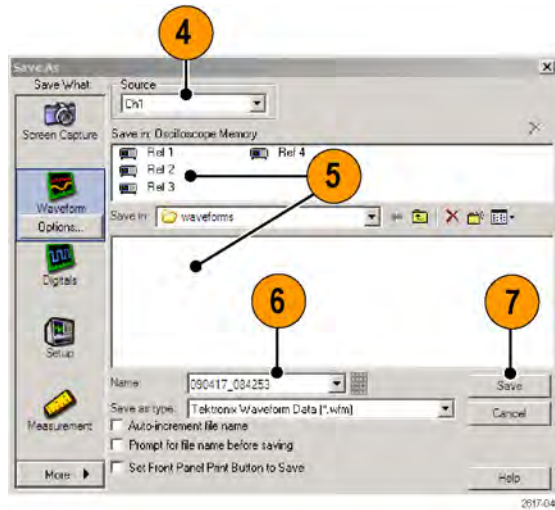 4
Save As
Save What:
Source
Ch1
Screen Capture
Save in: Oscilloscope Memory
Ref 1
Ref 4
Ref 2
Ref 3
5
Waveform
Options...
Save in:
waveforms
Digitals
6
7
Setup
Name:
090417_084253
Save
Save as type:
Tektronix Waveform Data (*.wfm)
Cancel
Measurement
Auto-increment file name
Prompt for file name before saving
Set Front Panel Print Button to Save
More
Help
2617-04